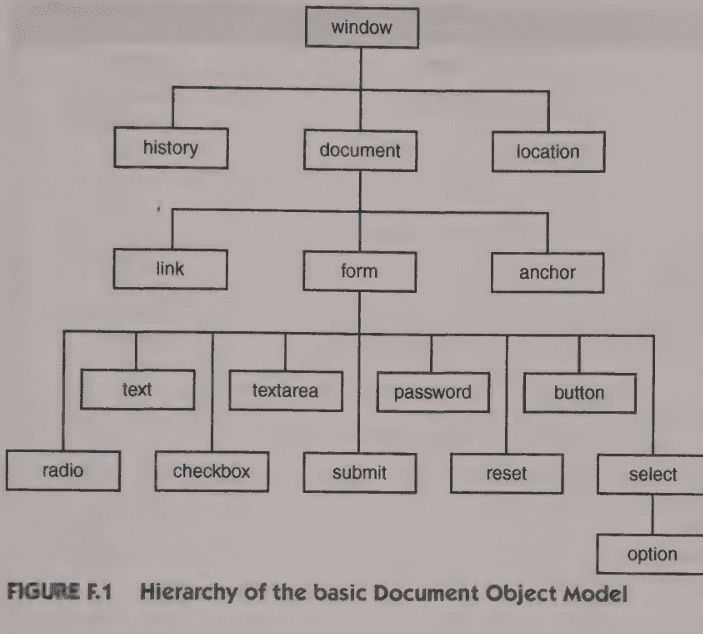 window
history document location
link form anchor
text textarea password button
radio checkbox submit reset select
option
FIGURE F.1 Hierarchy of the basic Document Object Model